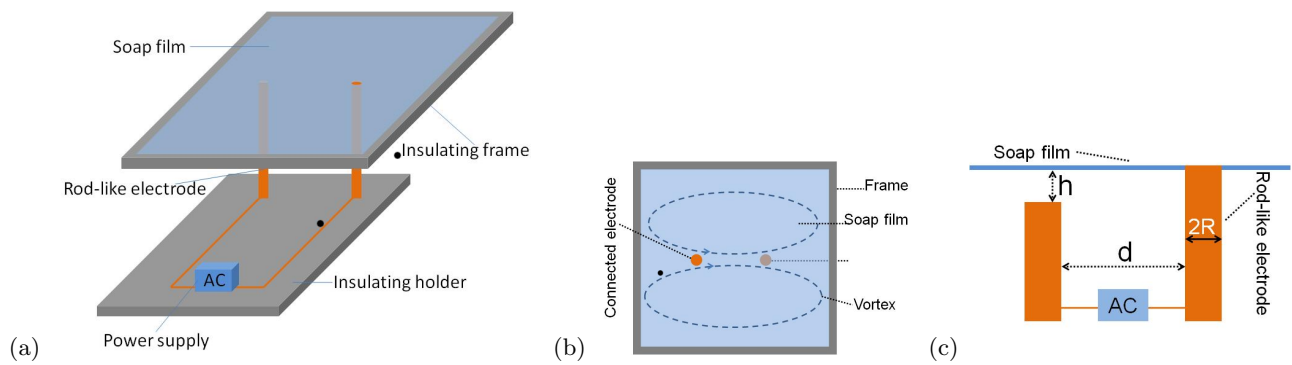 Soap film
Insulating frame
Rod-like electrode
AC
Insulating holder
Power supply
(a)
Connected electrode
Frame
Soap film
Vortex
(b)
Soap film
h
Rod-like electrode
2R
d
AC
(c)